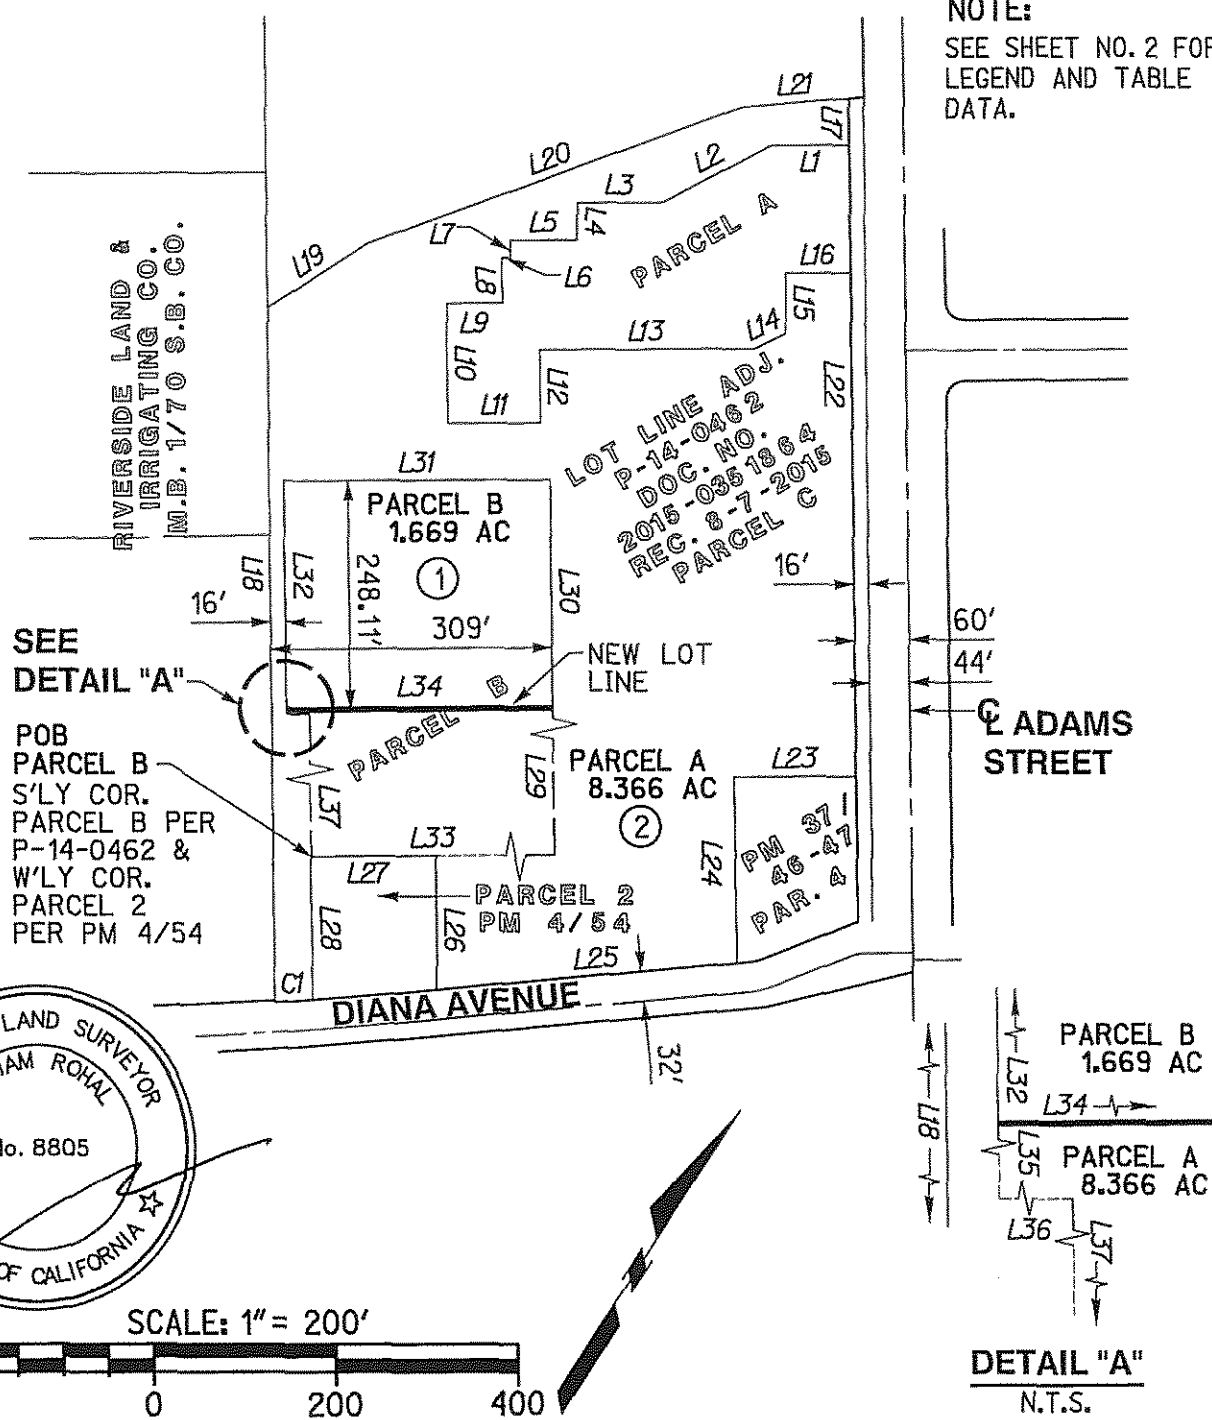 NOTE:
SEE SHEET NO. 2 FOR
LEGEND AND TABLE
DATA.
L21
L17
L20
L2
L1
L3
L4
L5
L7
L6
L19
L8
L9
L10
L11
L12
L13
L14
L15
L16
L22
PARCEL A
RIVERSIDE LAND &
IRRIGATING CO.
M.B. 1/70 S.B. CO.
LOT LINE ADJ.
P-14-0462
DOC. NO.
2015-0351864
REC. 8-7-2015
PARCEL C
L31
PARCEL B
1.669 AC
1
L18
L32
248.11'
L30
16'
309'
16'
60'
44'
SEE
DETAIL "A"
NEW LOT
LINE
L34
PARCEL B
℄ ADAMS
STREET
POB
PARCEL B
S'LY COR.
PARCEL B PER
P-14-0462 &
W'LY COR.
PARCEL 2
PER PM 4/54
L37
L29
PARCEL A
8.366 AC
2
L23
L24
PM 37/
46-47
PAR. 4
L33
L27
PARCEL 2
PM 4/54
L28
L26
L25
C1
DIANA AVENUE
32'
LAND SURVEYOR
ROHAL
No. 8805
OF CALIFORNIA
SCALE: 1" = 200'
0
200
400
L18
L32
PARCEL B
1.669 AC
L34
L35
PARCEL A
8.366 AC
L36
L37
DETAIL "A"
N.T.S.